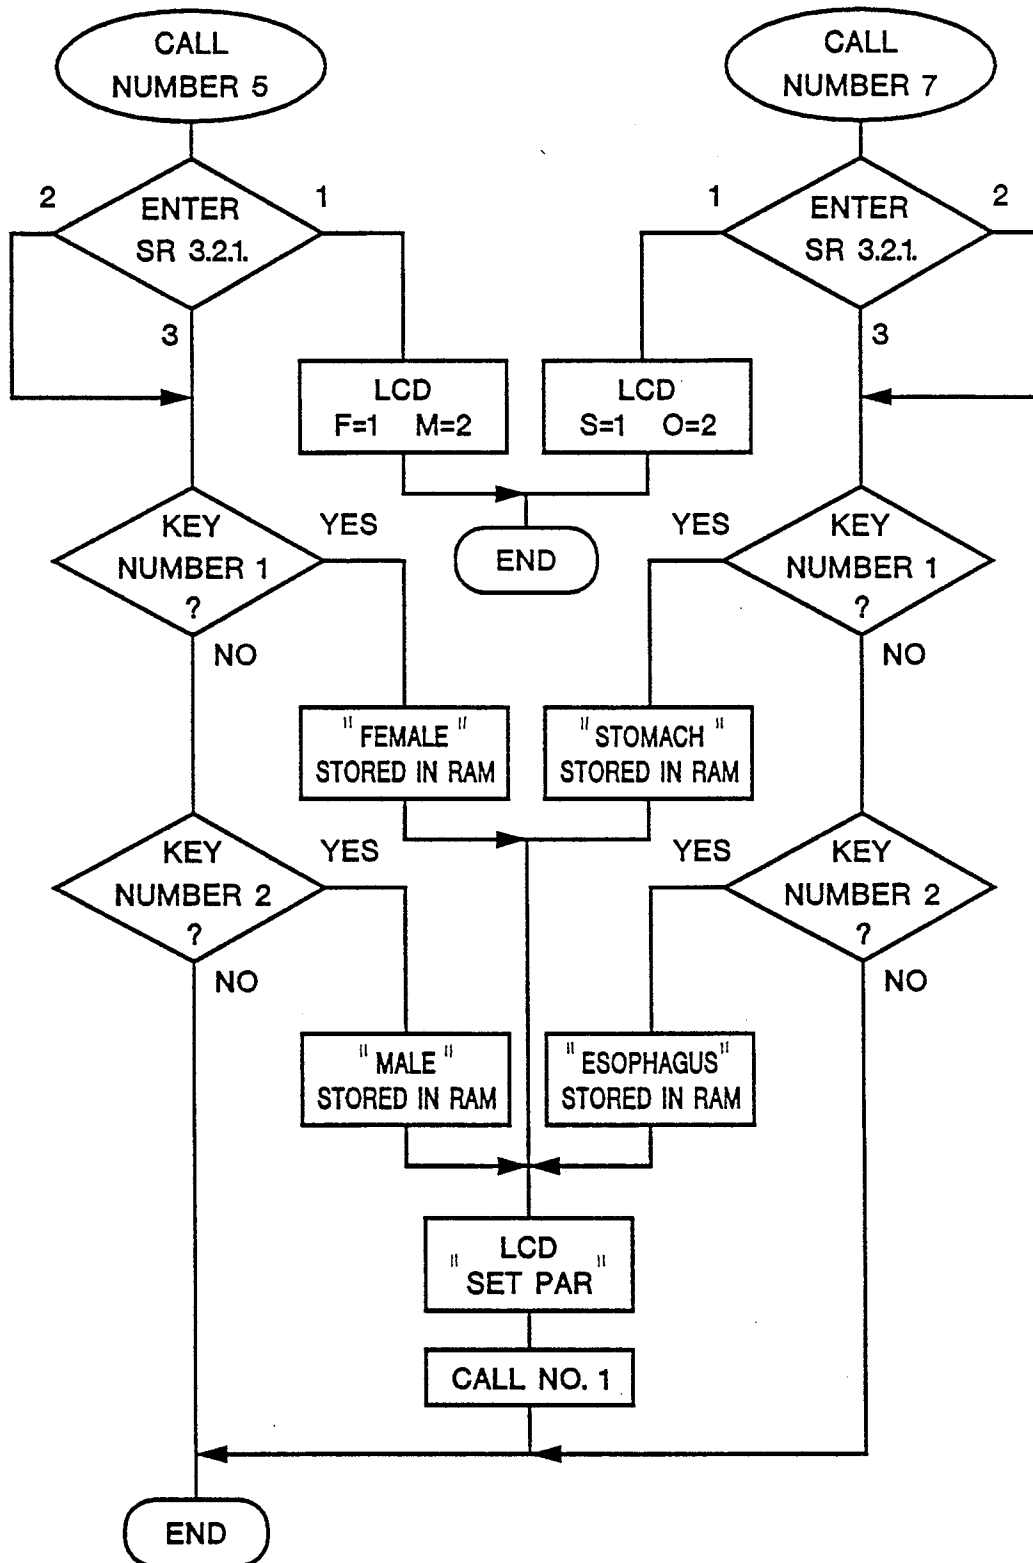 CALL
NUMBER 5
CALL
NUMBER 7
2
ENTER
SR 3.2.1.
1
3
1
ENTER
SR 3.2.1.
2
3
LCD
F=1 M=2
LCD
S=1 O=2
END
KEY
NUMBER 1
?
YES
NO
YES
KEY
NUMBER 1
?
NO
"FEMALE"
STORED IN RAM
"STOMACH"
STORED IN RAM
KEY
NUMBER 2
?
YES
NO
YES
KEY
NUMBER 2
?
NO
"MALE"
STORED IN RAM
"ESOPHAGUS"
STORED IN RAM
LCD
"SET PAR"
CALL NO. 1
END